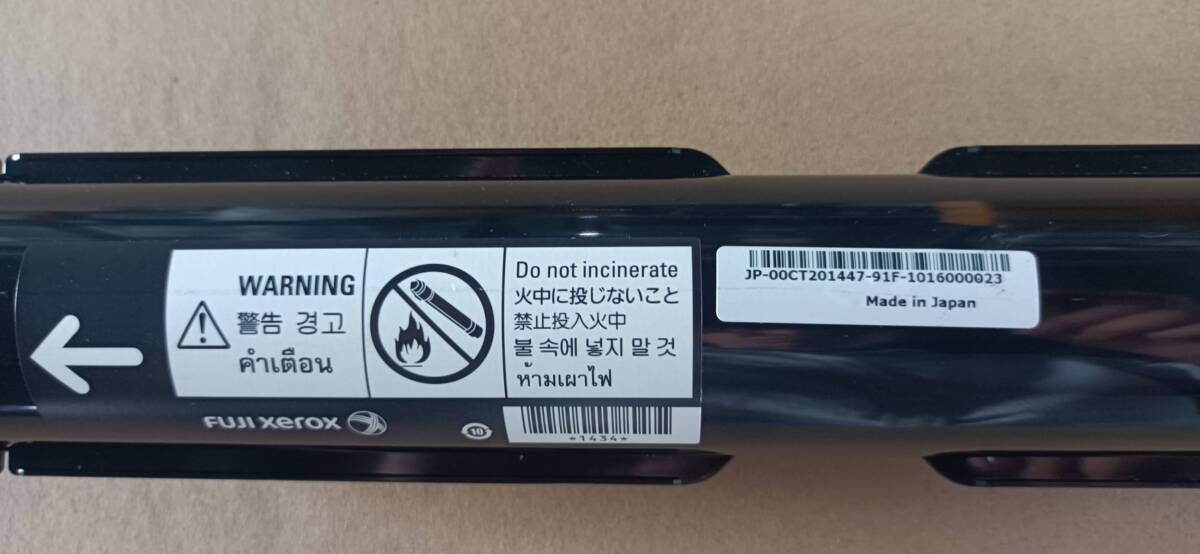 WARNING
警告 경고
คำเตือน
Do not incinerate
火中に投じないこと
禁止投入火中
불 속에 넣지 말 것
ห้ามเผาไฟ
FUJI xerox
10
*1434*
JP-00CT201447-91F-1016000023
Made in Japan